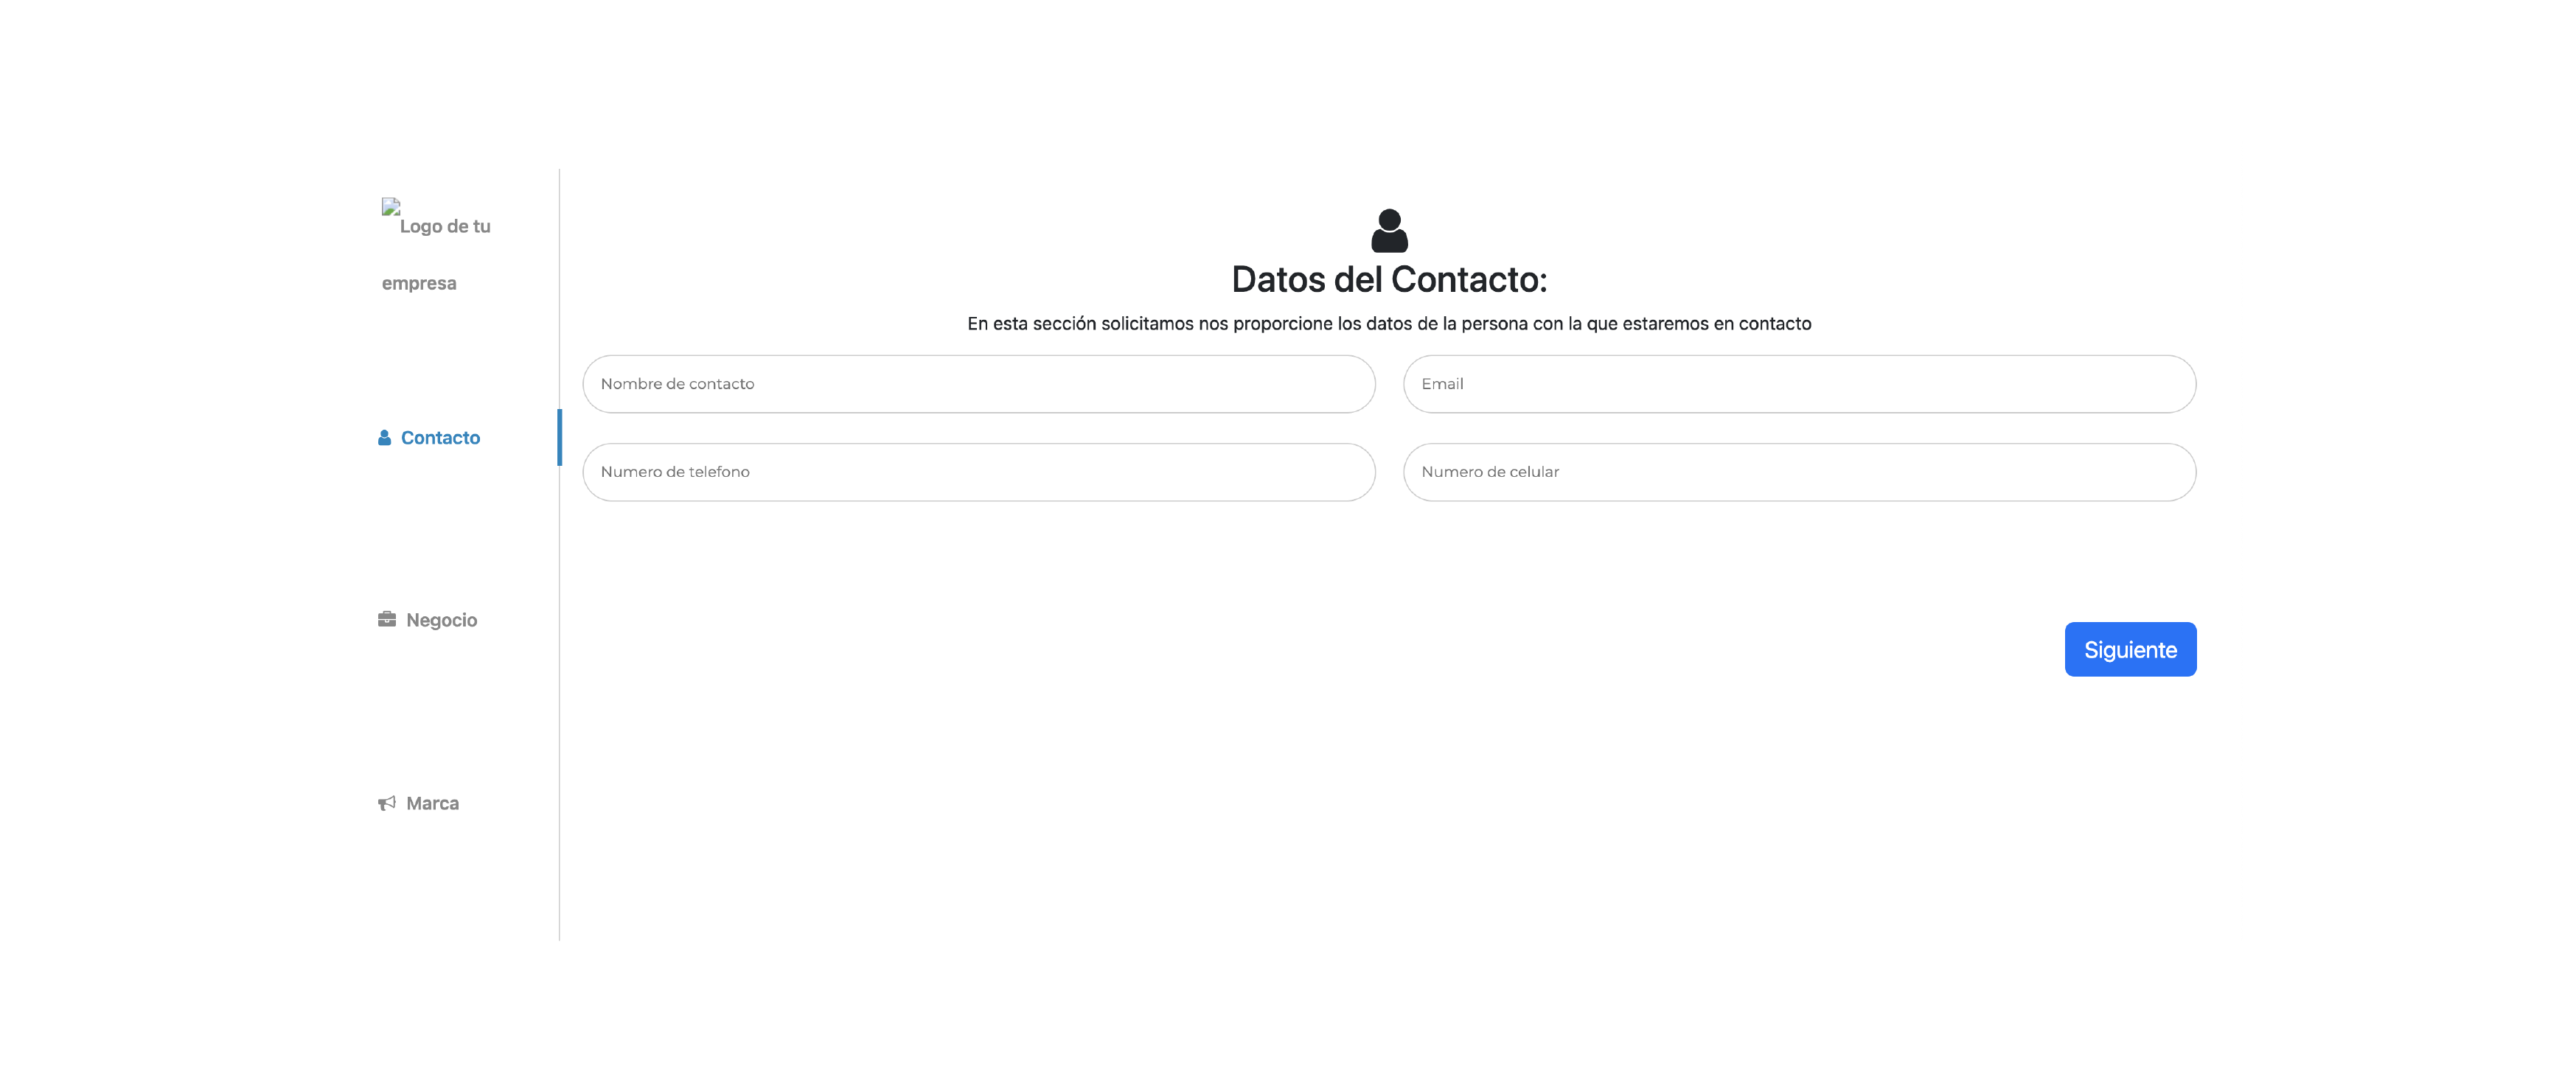 Logo de tu
empresa
Contacto
Negocio
Marca
Datos del Contacto:
En esta sección solicitamos nos proporcione los datos de la persona con la que estaremos en contacto
Nombre de contacto
Email
Numero de telefono
Numero de celular
Siguiente